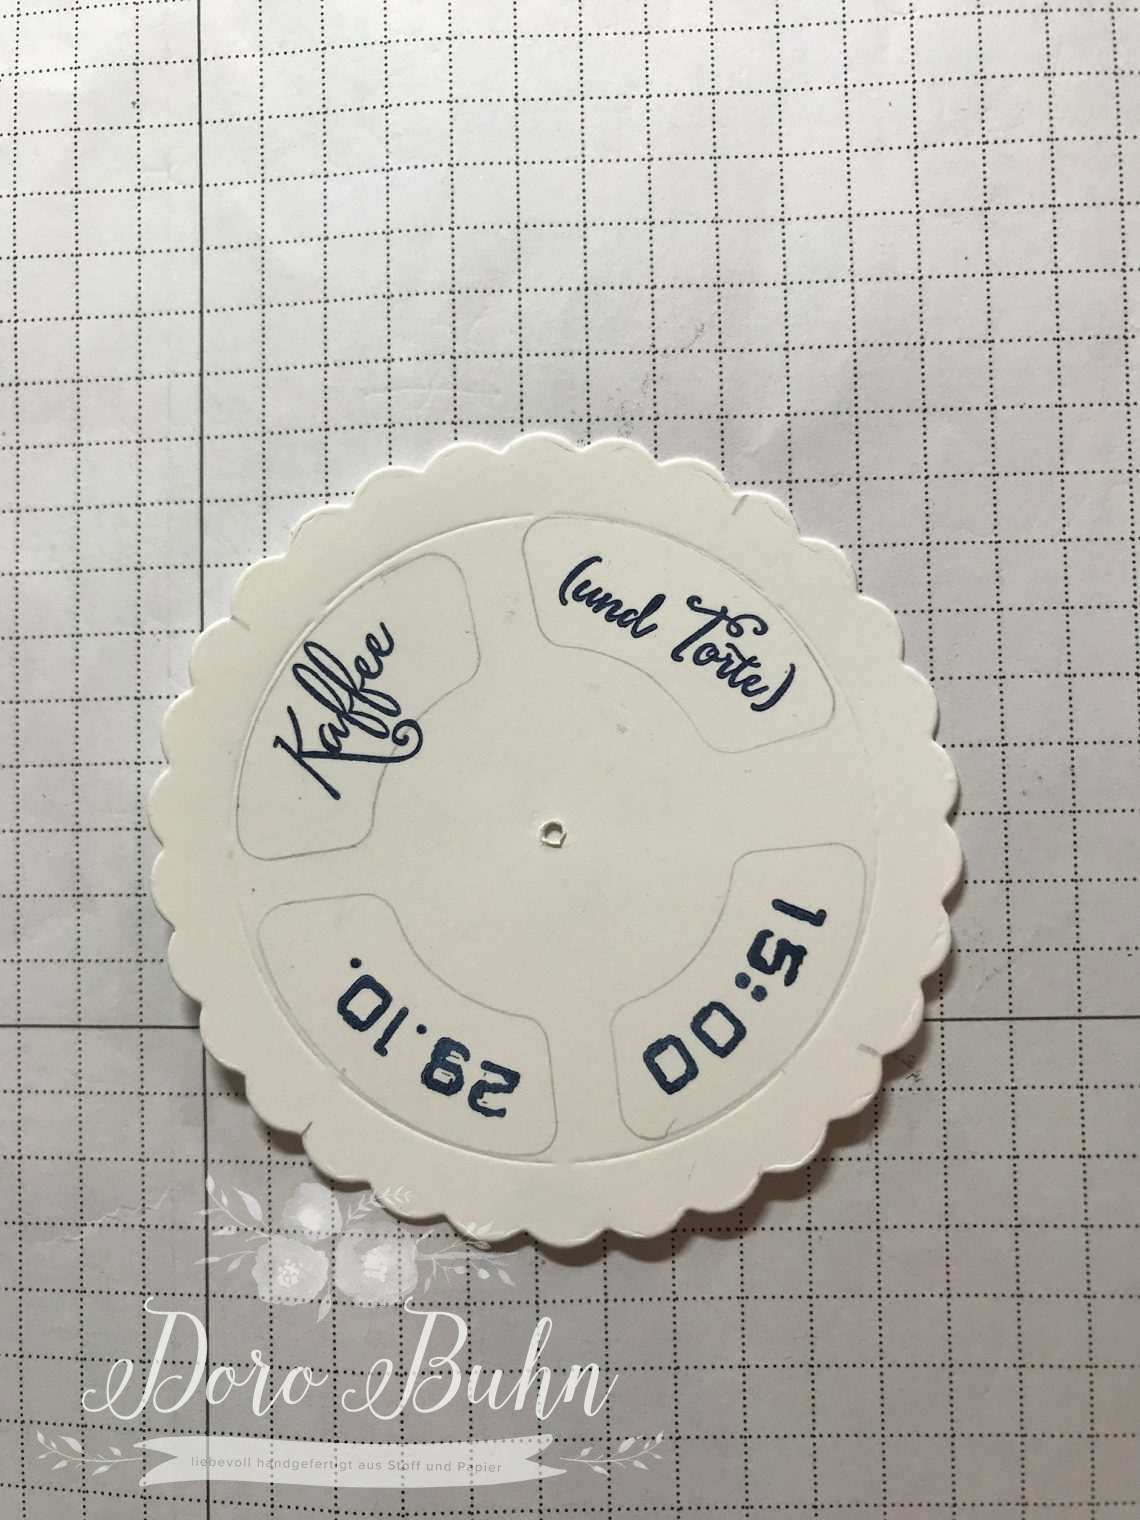 Kaffee
(und Torte)
15:00
29.10.
Doro Buhn
liebevoll handgefertigt aus Stoff und Papier